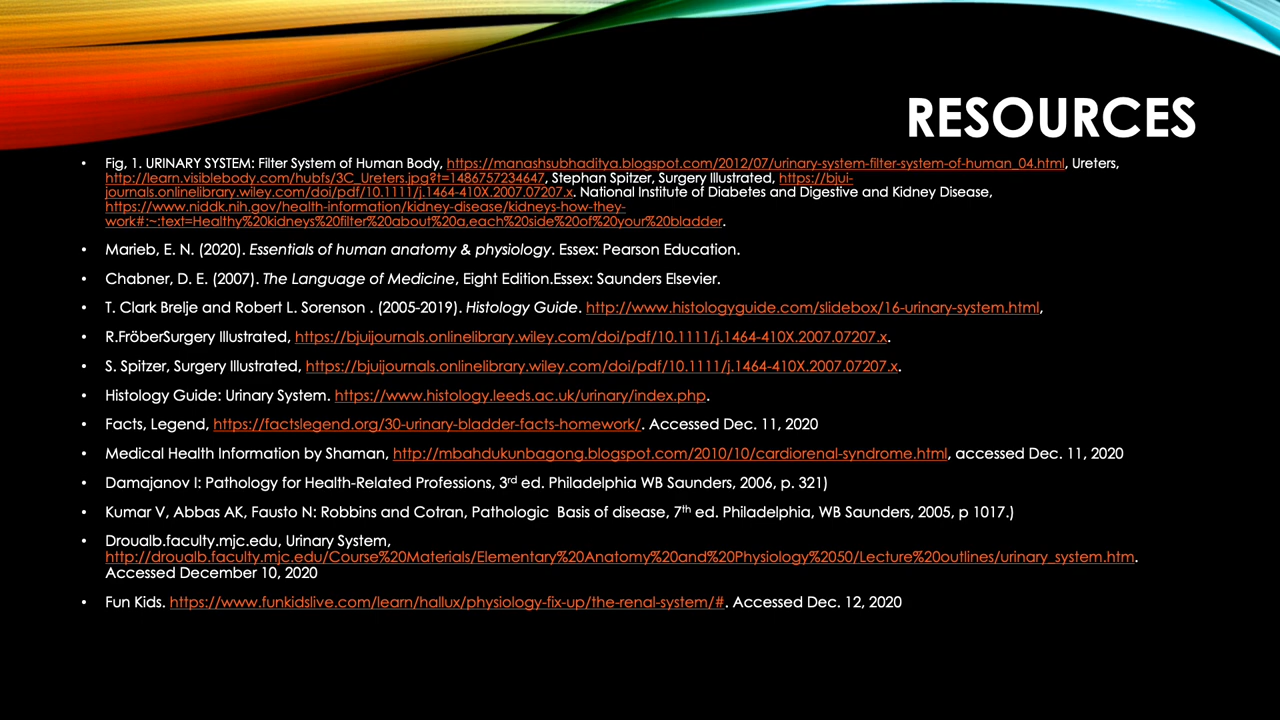 RESOURCES
• Fig, 1. URINARY SYSTEM: Filter System of Human Body, https://manashsubhaditya.blogspot.com/2012/07/urinary-system-filter-system-of-human_04.html, Ureters,
http://learn.visiblebody.com/hubfs/3C_Ureters.jpg?t=1486757234647, Stephan Spitzer, Surgery Illustrated, https://bjui-
journals.onlinelibrary.wiley.com/doi/pdf/10.1111/j.1464-410X.2007.07207.x. National Institute of Diabetes and Digestive and Kidney Disease,
https://www.niddk.nih.gov/health-information/kidney-disease/kidneys-how-they-
work#:~:text=Healthy%20kidneys%20filter%20about%20a,each%20side%20of%20your%20bladder.
• Marieb, E. N. (2020). Essentials of human anatomy & physiology. Essex: Pearson Education.
• Chabner, D. E. (2007). The Language of Medicine, Eight Edition.Essex: Saunders Elsevier.
• T. Clark Brelje and Robert L. Sorenson . (2005-2019). Histology Guide. http://www.histologyguide.com/slidebox/16-urinary-system.html,
• R.FröberSurgery Illustrated, https://bjuijournals.onlinelibrary.wiley.com/doi/pdf/10.1111/j.1464-410X.2007.07207.x.
• S. Spitzer, Surgery Illustrated, https://bjuijournals.onlinelibrary.wiley.com/doi/pdf/10.1111/j.1464-410X.2007.07207.x.
• Histology Guide: Urinary System. https://www.histology.leeds.ac.uk/urinary/index.php.
• Facts, Legend, https://factslegend.org/30-urinary-bladder-facts-homework/. Accessed Dec. 11, 2020
• Medical Health Information by Shaman, http://mbahdukunbagong.blogspot.com/2010/10/cardiorenal-syndrome.html, accessed Dec. 11, 2020
• Damajanov I: Pathology for Health-Related Professions, 3rd ed. Philadelphia WB Saunders, 2006, p. 321)
• Kumar V, Abbas AK, Fausto N: Robbins and Cotran, Pathologic Basis of disease, 7th ed. Philadelphia, WB Saunders, 2005, p 1017.)
• Droualb.faculty.mjc.edu, Urinary System,
http://droualb.faculty.mjc.edu/Course%20Materials/Elementary%20Anatomy%20and%20Physiology%2050/Lecture%20outlines/urinary_system.htm.
Accessed December 10, 2020
• Fun Kids. https://www.funkidslive.com/learn/hallux/physiology-fix-up/the-renal-system/#. Accessed Dec. 12, 2020